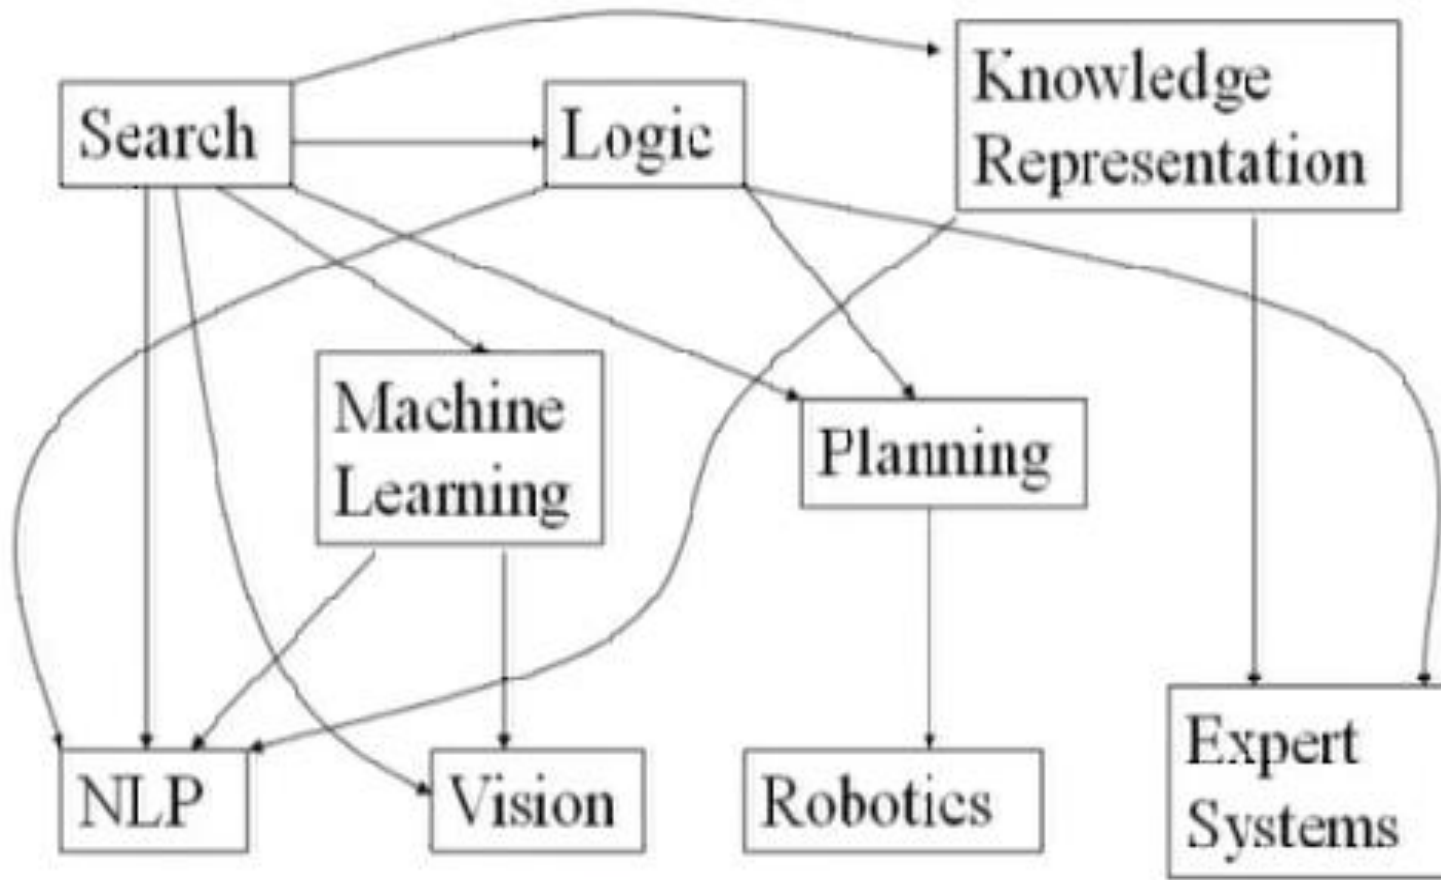 Search
Logic
Knowledge
Representation
Machine
Learning
Planning
NLP
Vision
Robotics
Expert
Systems